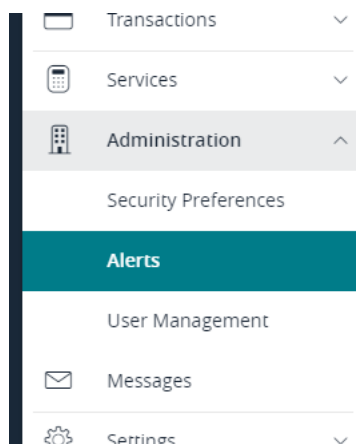 Transactions
Services
Administration
Security Preferences
Alerts
User Management
Messages
Settings